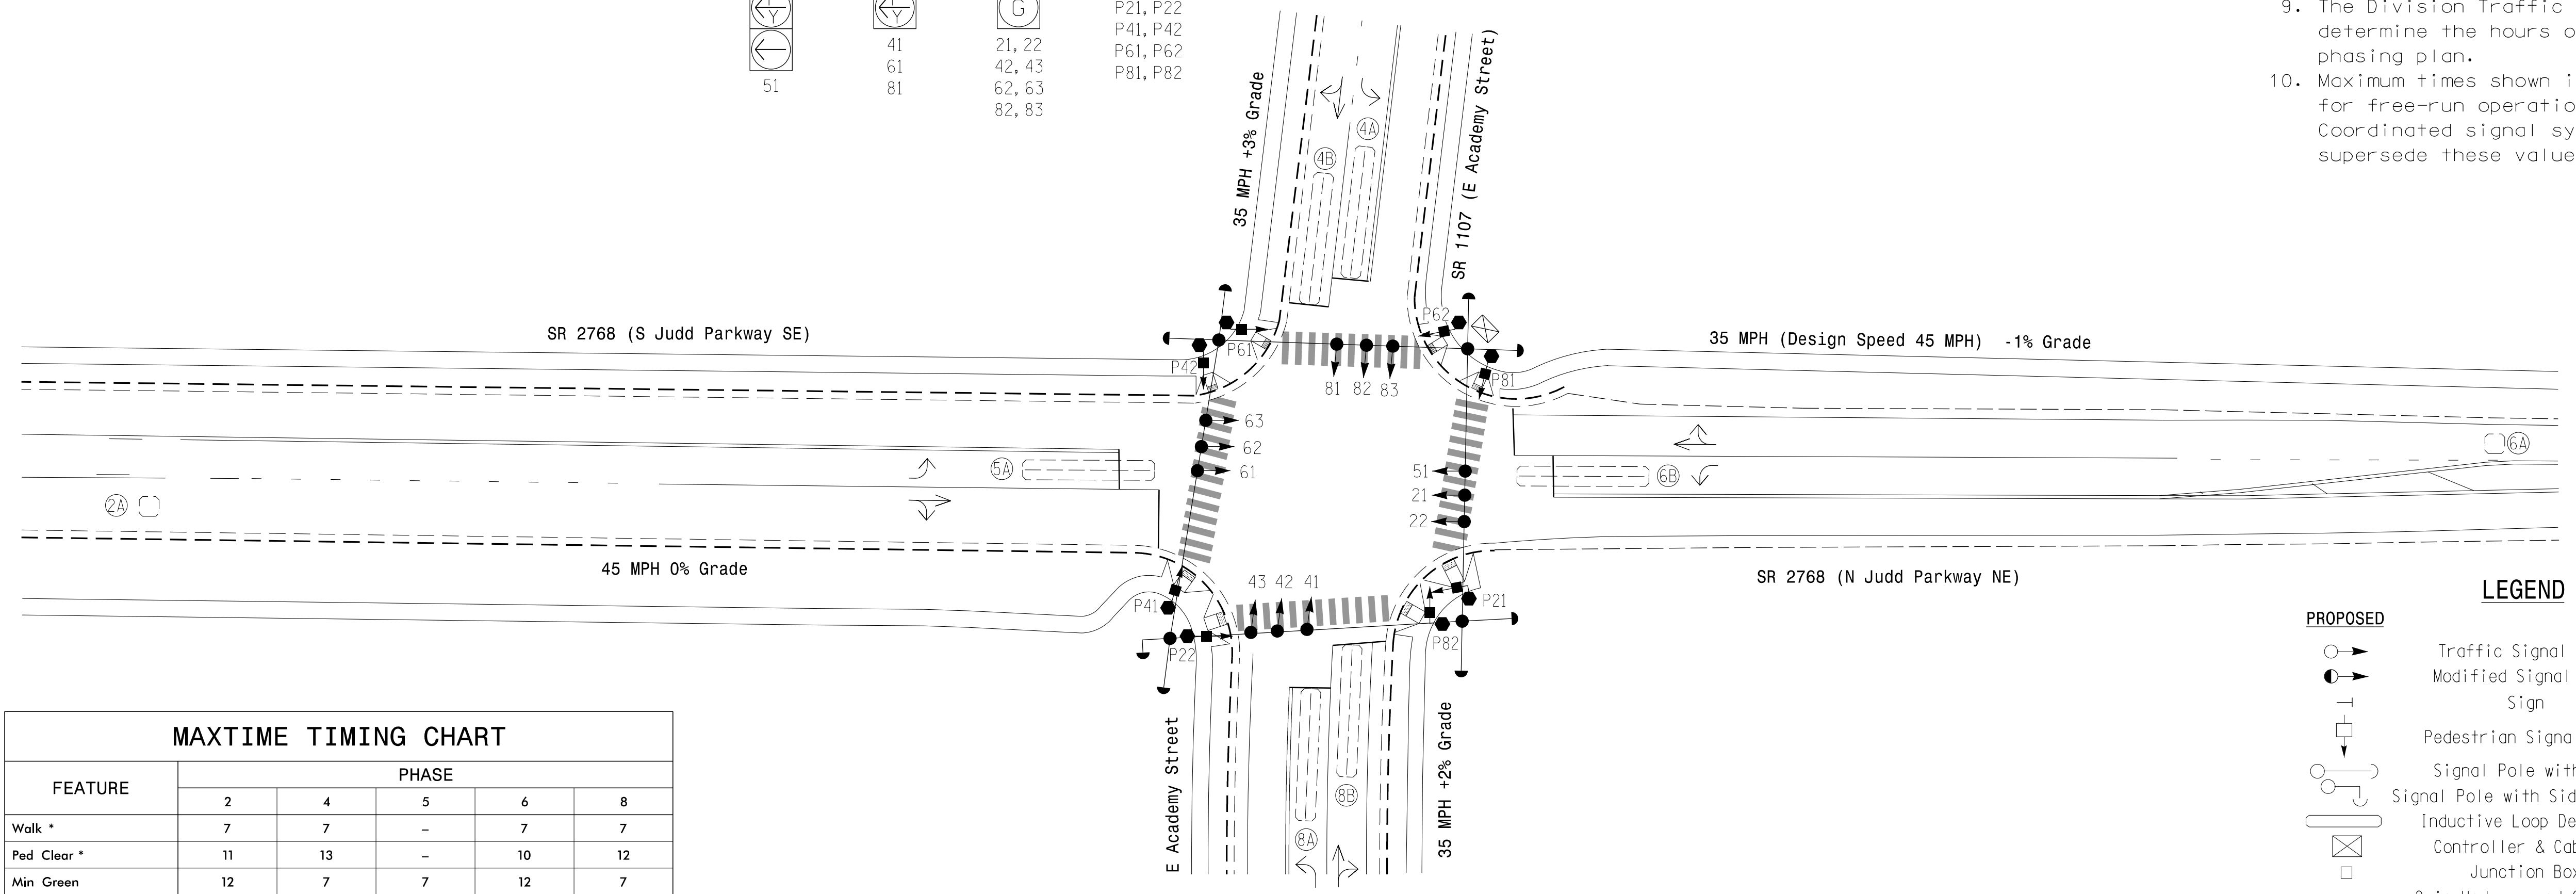 51
41
61
81
Y
Y
G
21, 22
42, 43
62, 63
82, 83
P21, P22
P41, P42
P61, P62
P81, P82
9. The Division Traffic
determine the hours o
phasing plan.
10. Maximum times shown i
for free-run operatio
Coordinated signal sy
supersede these value
35 MPH +3% Grade
SR 1107 (E Academy Street)
4A
4B
SR 2768 (S Judd Parkway SE)
35 MPH (Design Speed 45 MPH) -1% Grade
P61
P62
P42
P81
81 82 83
63
62
61
51
21
22
5A
6B
6A
2A
45 MPH 0% Grade
SR 2768 (N Judd Parkway NE)
43 42 41
P41
P21
P22
P82
E Academy Street
35 MPH +2% Grade
8A
8B
MAXTIME TIMING CHART
FEATURE PHASE
2 4 5 6 8
Walk * 7 7 – 7 7
Ped Clear * 11 13 – 10 12
Min Green 12 7 7 12 7
LEGEND
PROPOSED
Traffic Signal
Modified Signal
Sign
Pedestrian Signa
Signal Pole with
Signal Pole with Sid
Inductive Loop De
Controller & Cab
Junction Box